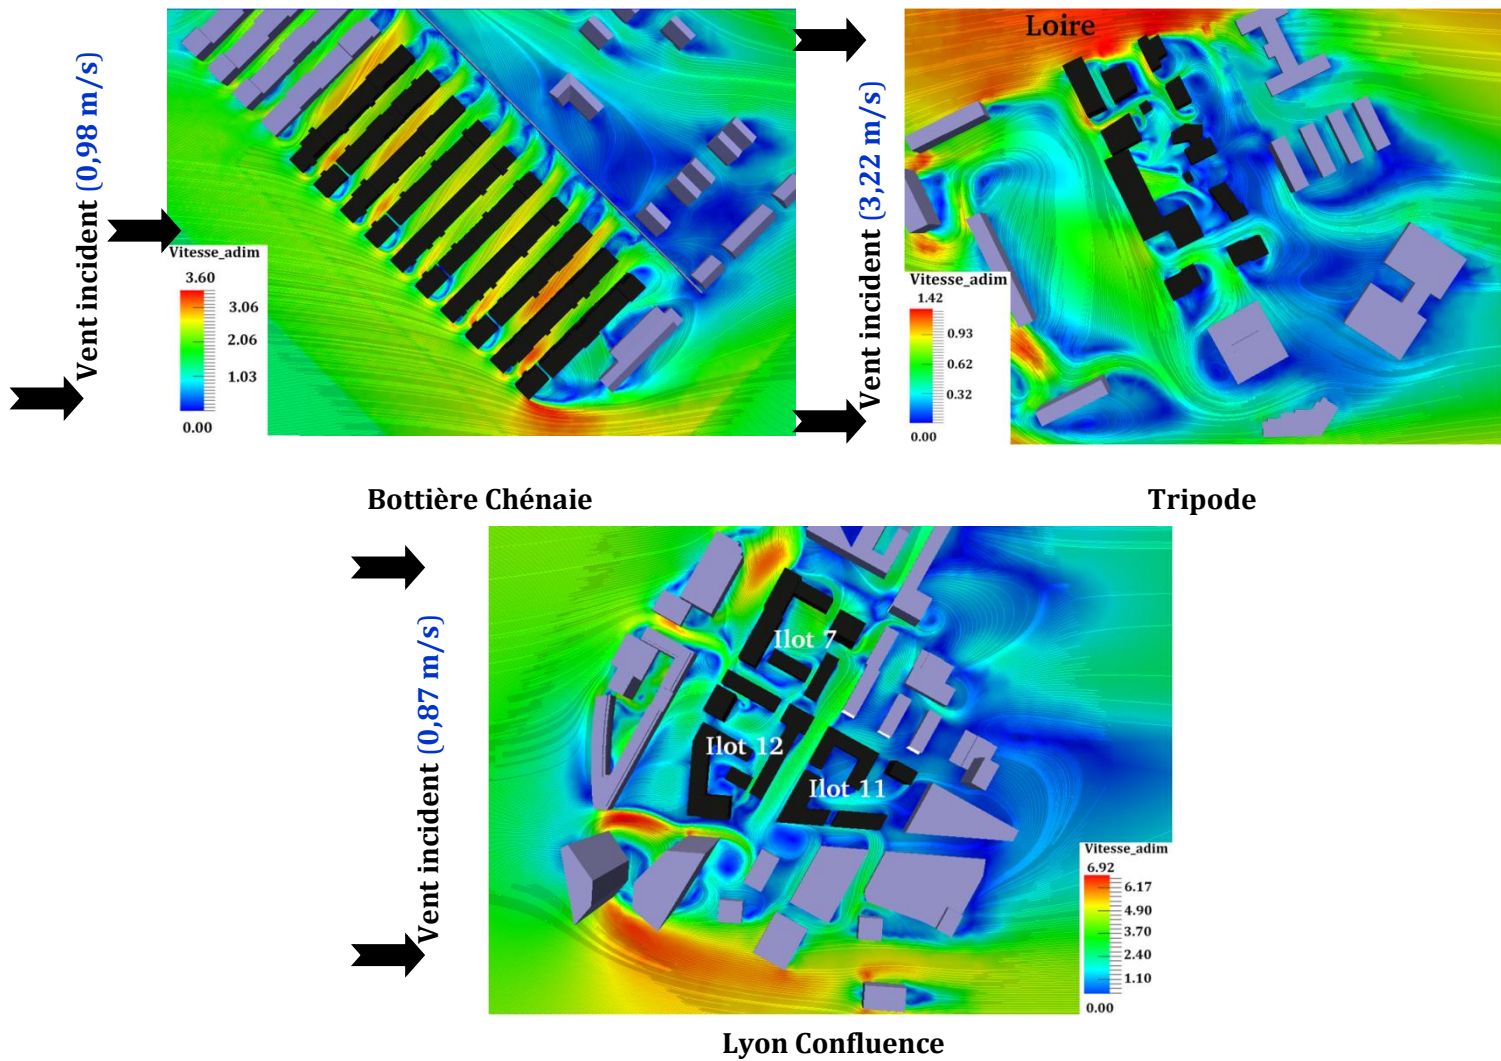 Vent incident (0,98 m/s)
Vitesse_adim
3.60
3.06
2.06
1.03
0.00
Bottière Chénaie
Loire
Vent incident (3,22 m/s)
Vitesse_adim
1.42
0.93
0.62
0.32
0.00
Tripode
Vent incident (0,87 m/s)
Ilot 7
Ilot 12
Ilot 11
Vitesse_adim
6.92
6.17
4.90
3.70
2.40
1.10
0.00
Lyon Confluence